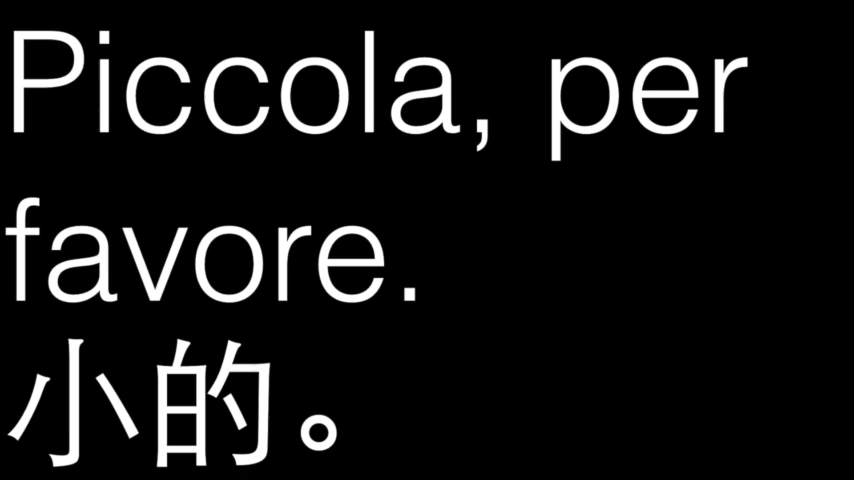 Piccola, per
favore.
小的。